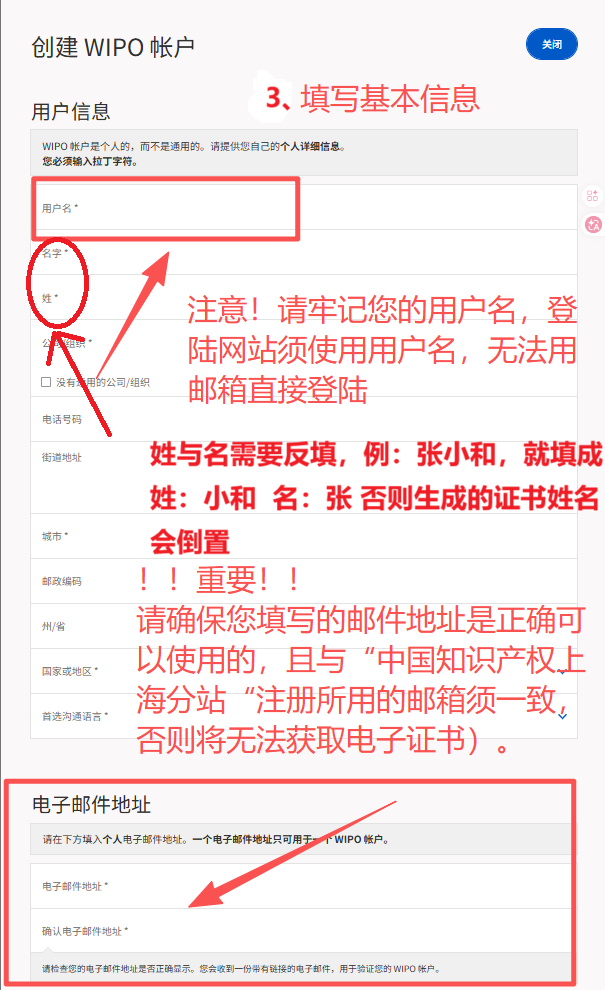 创建 WIPO 帐户
关闭
3、填写基本信息
用户信息
WIPO 帐户是个人的，而不是通用的。请提供您自己的个人详细信息。
您必须输入拉丁字符。
用户名 *
名字 *
姓 *
注意！请牢记您的用户名，登
陆网站须使用用户名，无法用
邮箱直接登陆
公司/组织 *
没有适用的公司/组织
电话号码
街道地址
姓与名需要反填，例：张小和，就填成
姓：小和 名：张 否则生成的证书姓名
会倒置
城市 *
邮政编码
！！重要！！
请确保您填写的邮件地址是正确可
以使用的，且与“中国知识产权上
海分站“注册所用的邮箱须一致，
否则将无法获取电子证书）。
州/省
国家或地区 *
首选沟通语言 *
电子邮件地址
请在下方填入个人电子邮件地址。一个电子邮件地址只可用于一个 WIPO 帐户。
电子邮件地址 *
确认电子邮件地址 *
请检查您的电子邮件地址是否正确显示。您会收到一份带有链接的电子邮件，用于验证您的 WIPO 帐户。